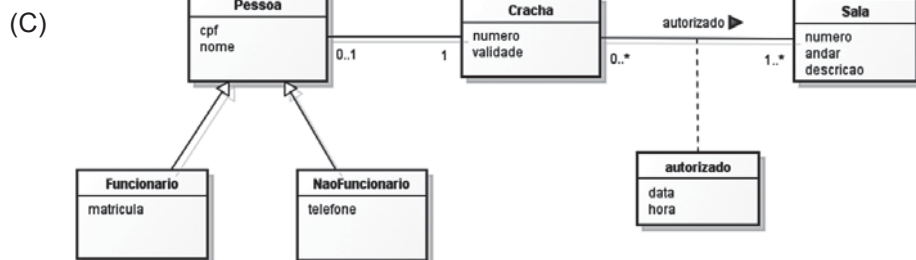 (C)
Pessoa
cpf
nome
0..1
1
Cracha
numero
validade
autorizado
0..*
1..*
Sala
numero
andar
descricao
Funcionario
matricula
NaoFuncionario
telefone
autorizado
data
hora